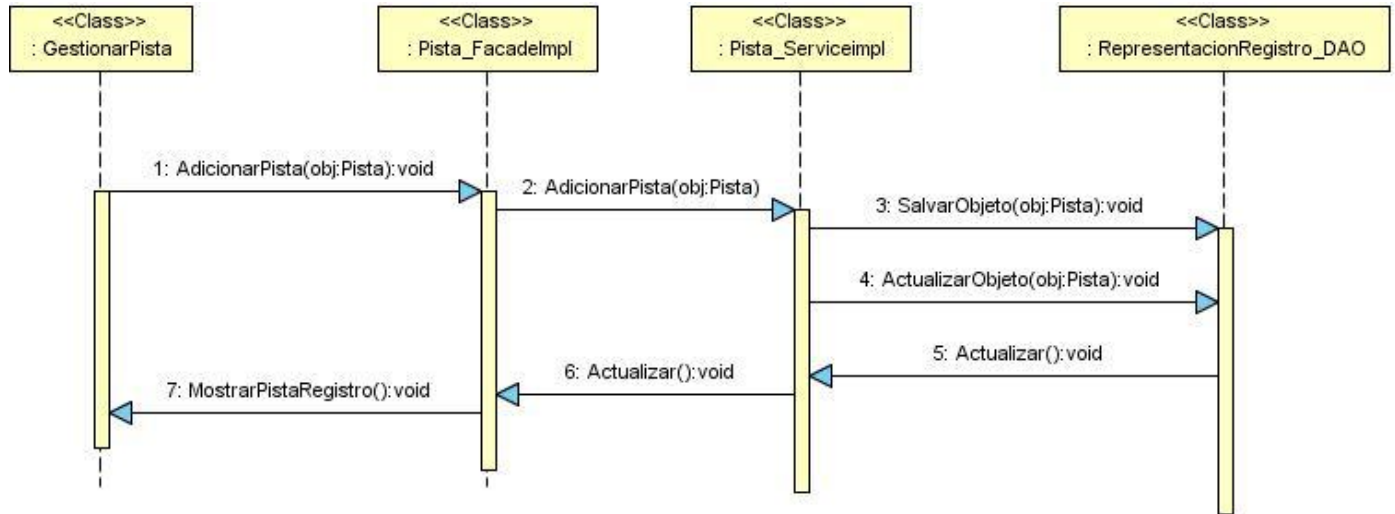 <<Class>>
: GestionarPista
<<Class>>
: Pista_FacadeImpl
<<Class>>
: Pista_Serviceimpl
<<Class>>
: RepresentacionRegistro_DAO
1: AdicionarPista(obj:Pista):void
2: AdicionarPista(obj:Pista)
3: SalvarObjeto(obj:Pista):void
4: ActualizarObjeto(obj:Pista):void
5: Actualizar():void
6: Actualizar():void
7: MostrarPistaRegistro():void